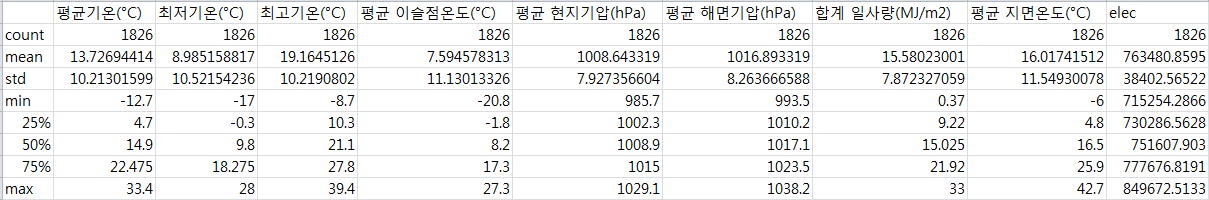 평균기온(°C) 최저기온(°C) 최고기온(°C) 평균 이슬점온도(°C) 평균 현지기압(hPa) 평균 해면기압(hPa) 합계 일사량(MJ/m2) 평균 지면온도(°C) elec
count 1826 1826 1826 1826 1826 1826 1826 1826 1826
mean 13.72694414 8.985158817 19.1645126 7.594578313 1008.643319 1016.893319 15.58023001 16.01741512 763480.8595
std 10.21301599 10.52154236 10.2190802 11.13013326 7.927356604 8.263666588 7.872327059 11.54930078 38402.56522
min -12.7 -17 -8.7 -20.8 985.7 993.5 0.37 -6 715254.2866
25% 4.7 -0.3 10.3 -1.8 1002.3 1010.2 9.22 4.8 730286.5628
50% 14.9 9.8 21.1 8.2 1008.9 1017.1 15.025 16.5 751607.903
75% 22.475 18.275 27.8 17.3 1015 1023.5 21.92 25.9 777676.8191
max 33.4 28 39.4 27.3 1029.1 1038.2 33 42.7 849672.5133